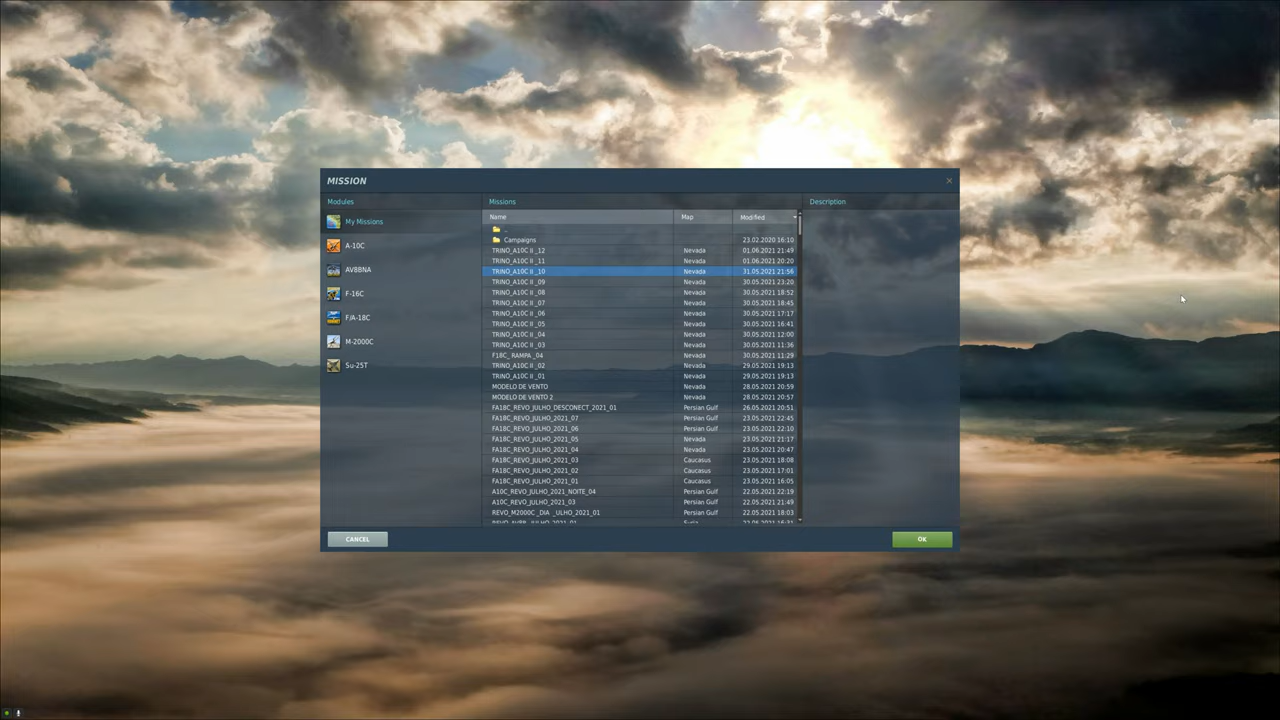 MISSION
Modules
Missions
Description
My Missions
A-10C
AV8BNA
F-16C
F/A-18C
M-2000C
Su-25T
Name Map Modified
..
Campaigns 23.02.2020 16:10
TRINO_A10C II _12 Nevada 01.06.2021 21:49
TRINO_A10C II _11 Nevada 01.06.2021 20:20
TRINO_A10C II _10 Nevada 31.05.2021 21:56
TRINO_A10C II _09 Nevada 30.05.2021 23:20
TRINO_A10C II _08 Nevada 30.05.2021 18:52
TRINO_A10C II _07 Nevada 30.05.2021 18:45
TRINO_A10C II _06 Nevada 30.05.2021 17:17
TRINO_A10C II _05 Nevada 30.05.2021 16:41
TRINO_A10C II _04 Nevada 30.05.2021 12:00
TRINO_A10C II _03 Nevada 30.05.2021 11:36
F18C_ RAMPA _04 Nevada 30.05.2021 11:29
TRINO_A10C II _02 Nevada 29.05.2021 19:13
TRINO_A10C II _01 Nevada 29.05.2021 19:13
MODELO DE VENTO Nevada 28.05.2021 20:59
MODELO DE VENTO 2 Nevada 28.05.2021 20:57
FA18C_REVO_JULHO_DESCONECT_2021_01 Persian Gulf 26.05.2021 20:51
FA18C_REVO_JULHO_2021_07 Persian Gulf 23.05.2021 22:45
FA18C_REVO_JULHO_2021_06 Persian Gulf 23.05.2021 22:10
FA18C_REVO_JULHO_2021_05 Nevada 23.05.2021 21:17
FA18C_REVO_JULHO_2021_04 Nevada 23.05.2021 20:47
FA18C_REVO_JULHO_2021_03 Caucasus 23.05.2021 18:08
FA18C_REVO_JULHO_2021_02 Caucasus 23.05.2021 17:01
FA18C_REVO_JULHO_2021_01 Caucasus 23.05.2021 16:05
A10C_REVO_JULHO_2021_NOITE_04 Persian Gulf 22.05.2021 22:19
A10C_REVO_JULHO_2021_03 Persian Gulf 22.05.2021 21:49
REVO_M2000C _DIA _ULHO_2021_01 Persian Gulf 22.05.2021 18:03
CANCEL
OK